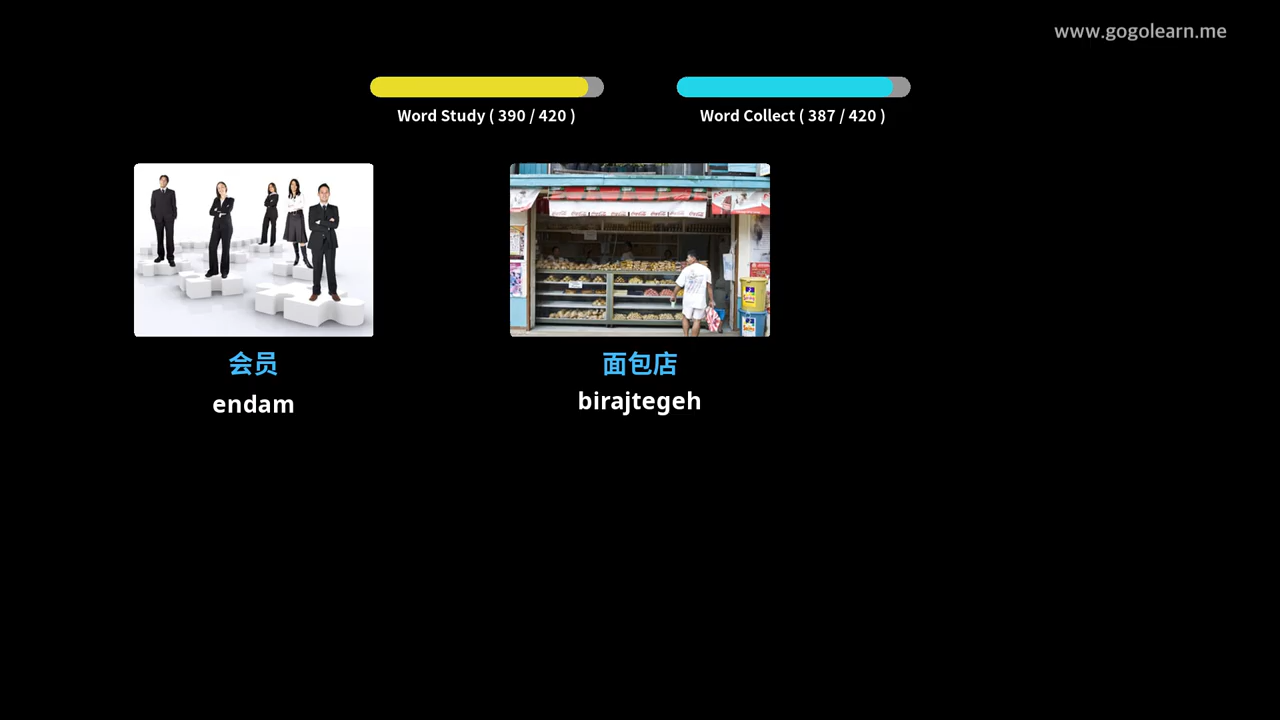 www.gogolearn.me
Word Study ( 390 / 420 )
Word Collect ( 387 / 420 )
会员
endam
面包店
birajtegeh